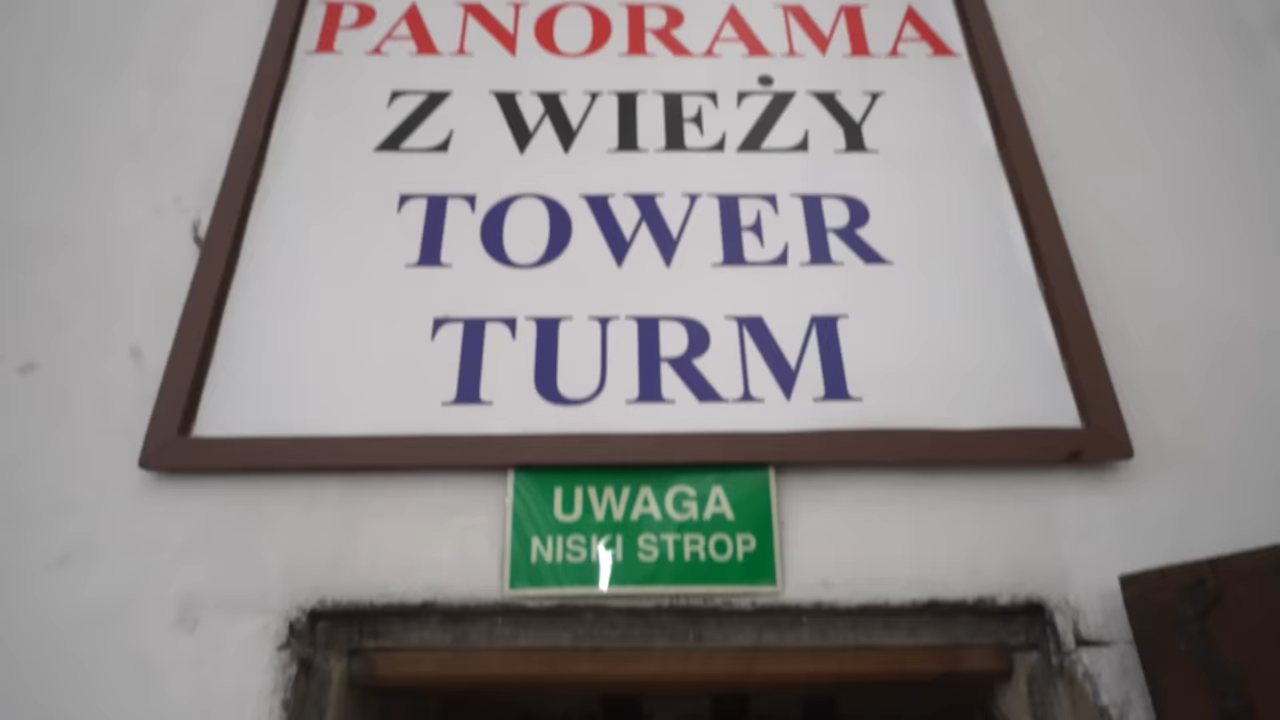 PANORAMA
Z WIEŻY
TOWER
TURM
UWAGA
NISKI STROP